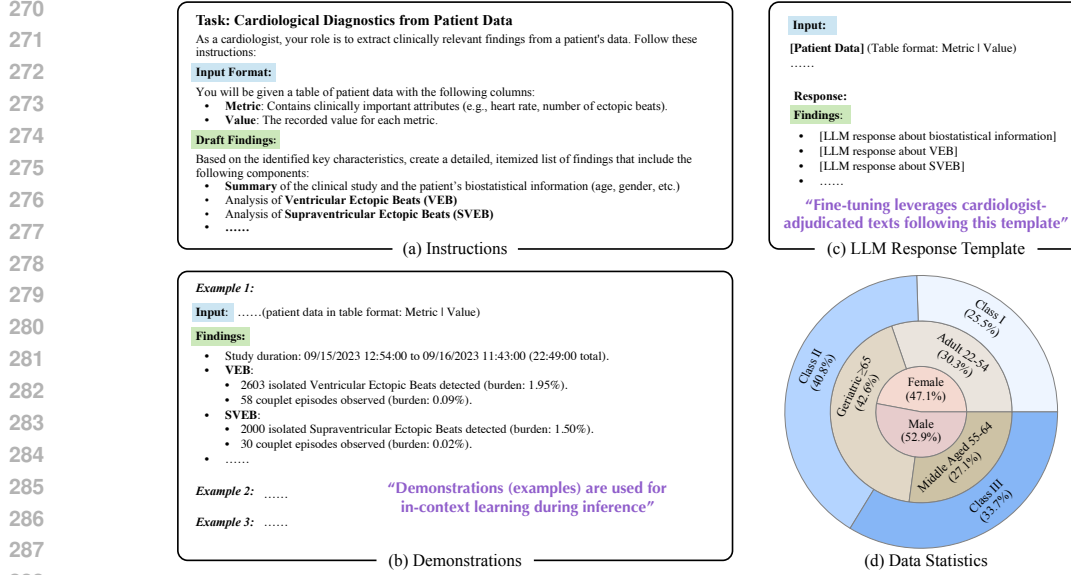 270
271
272
273
274
275
276
277
278
279
280
281
282
283
284
285
286
287
Task: Cardiological Diagnostics from Patient Data
As a cardiologist, your role is to extract clinically relevant findings from a patient's data. Follow these
instructions:
Input Format:
You will be given a table of patient data with the following columns:
• Metric: Contains clinically important attributes (e.g., heart rate, number of ectopic beats).
• Value: The recorded value for each metric.
Draft Findings:
Based on the identified key characteristics, create a detailed, itemized list of findings that include the
following components:
• Summary of the clinical study and the patient's biostatistical information (age, gender, etc.)
• Analysis of Ventricular Ectopic Beats (VEB)
• Analysis of Supraventricular Ectopic Beats (SVEB)
• ......
(a) Instructions
Input:
[Patient Data] (Table format: Metric | Value)
......
Response:
Findings:
• [LLM response about biostatistical information]
• [LLM response about VEB]
• [LLM response about SVEB]
• ......
“Fine-tuning leverages cardiologist-
adjudicated texts following this template”
(c) LLM Response Template
Example 1:
Input: ......(patient data in table format: Metric | Value)
Findings:
• Study duration: 09/15/2023 12:54:00 to 09/16/2023 11:43:00 (22:49:00 total).
• VEB:
• 2603 isolated Ventricular Ectopic Beats detected (burden: 1.95%).
• 58 couplet episodes observed (burden: 0.09%).
• SVEB:
• 2000 isolated Supraventricular Ectopic Beats detected (burden: 1.50%).
• 30 couplet episodes observed (burden: 0.02%).
• ......
Example 2: ......
Example 3: ......
“Demonstrations (examples) are used for
in-context learning during inference”
(b) Demonstrations
Class I
(25.5%)
Class II
(40.8%)
Class III
(33.7%)
Adult 22-54
(30.3%)
Geriatric ≥65
(42.6%)
Middle Aged 55-64
(27.1%)
Female
(47.1%)
Male
(52.9%)
(d) Data Statistics